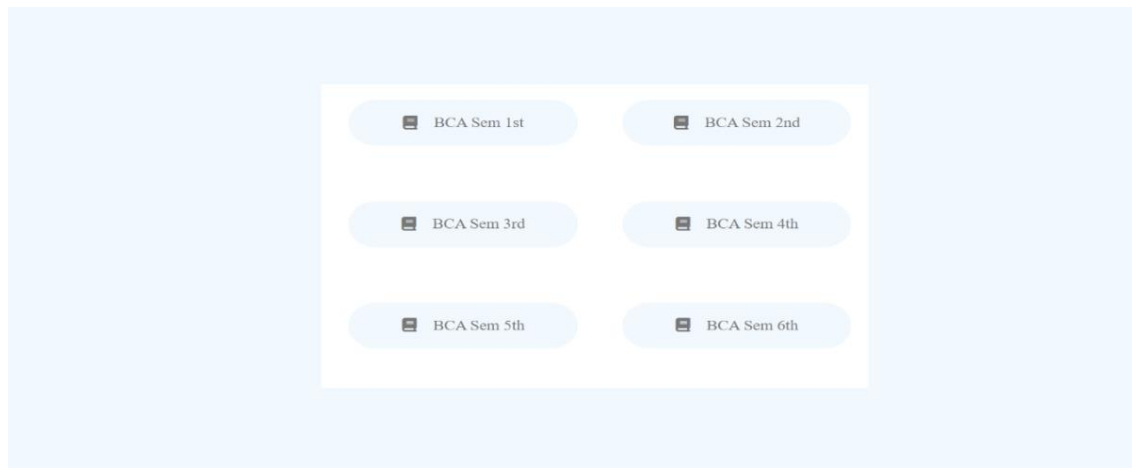 BCA Sem 1st
BCA Sem 2nd
BCA Sem 3rd
BCA Sem 4th
BCA Sem 5th
BCA Sem 6th